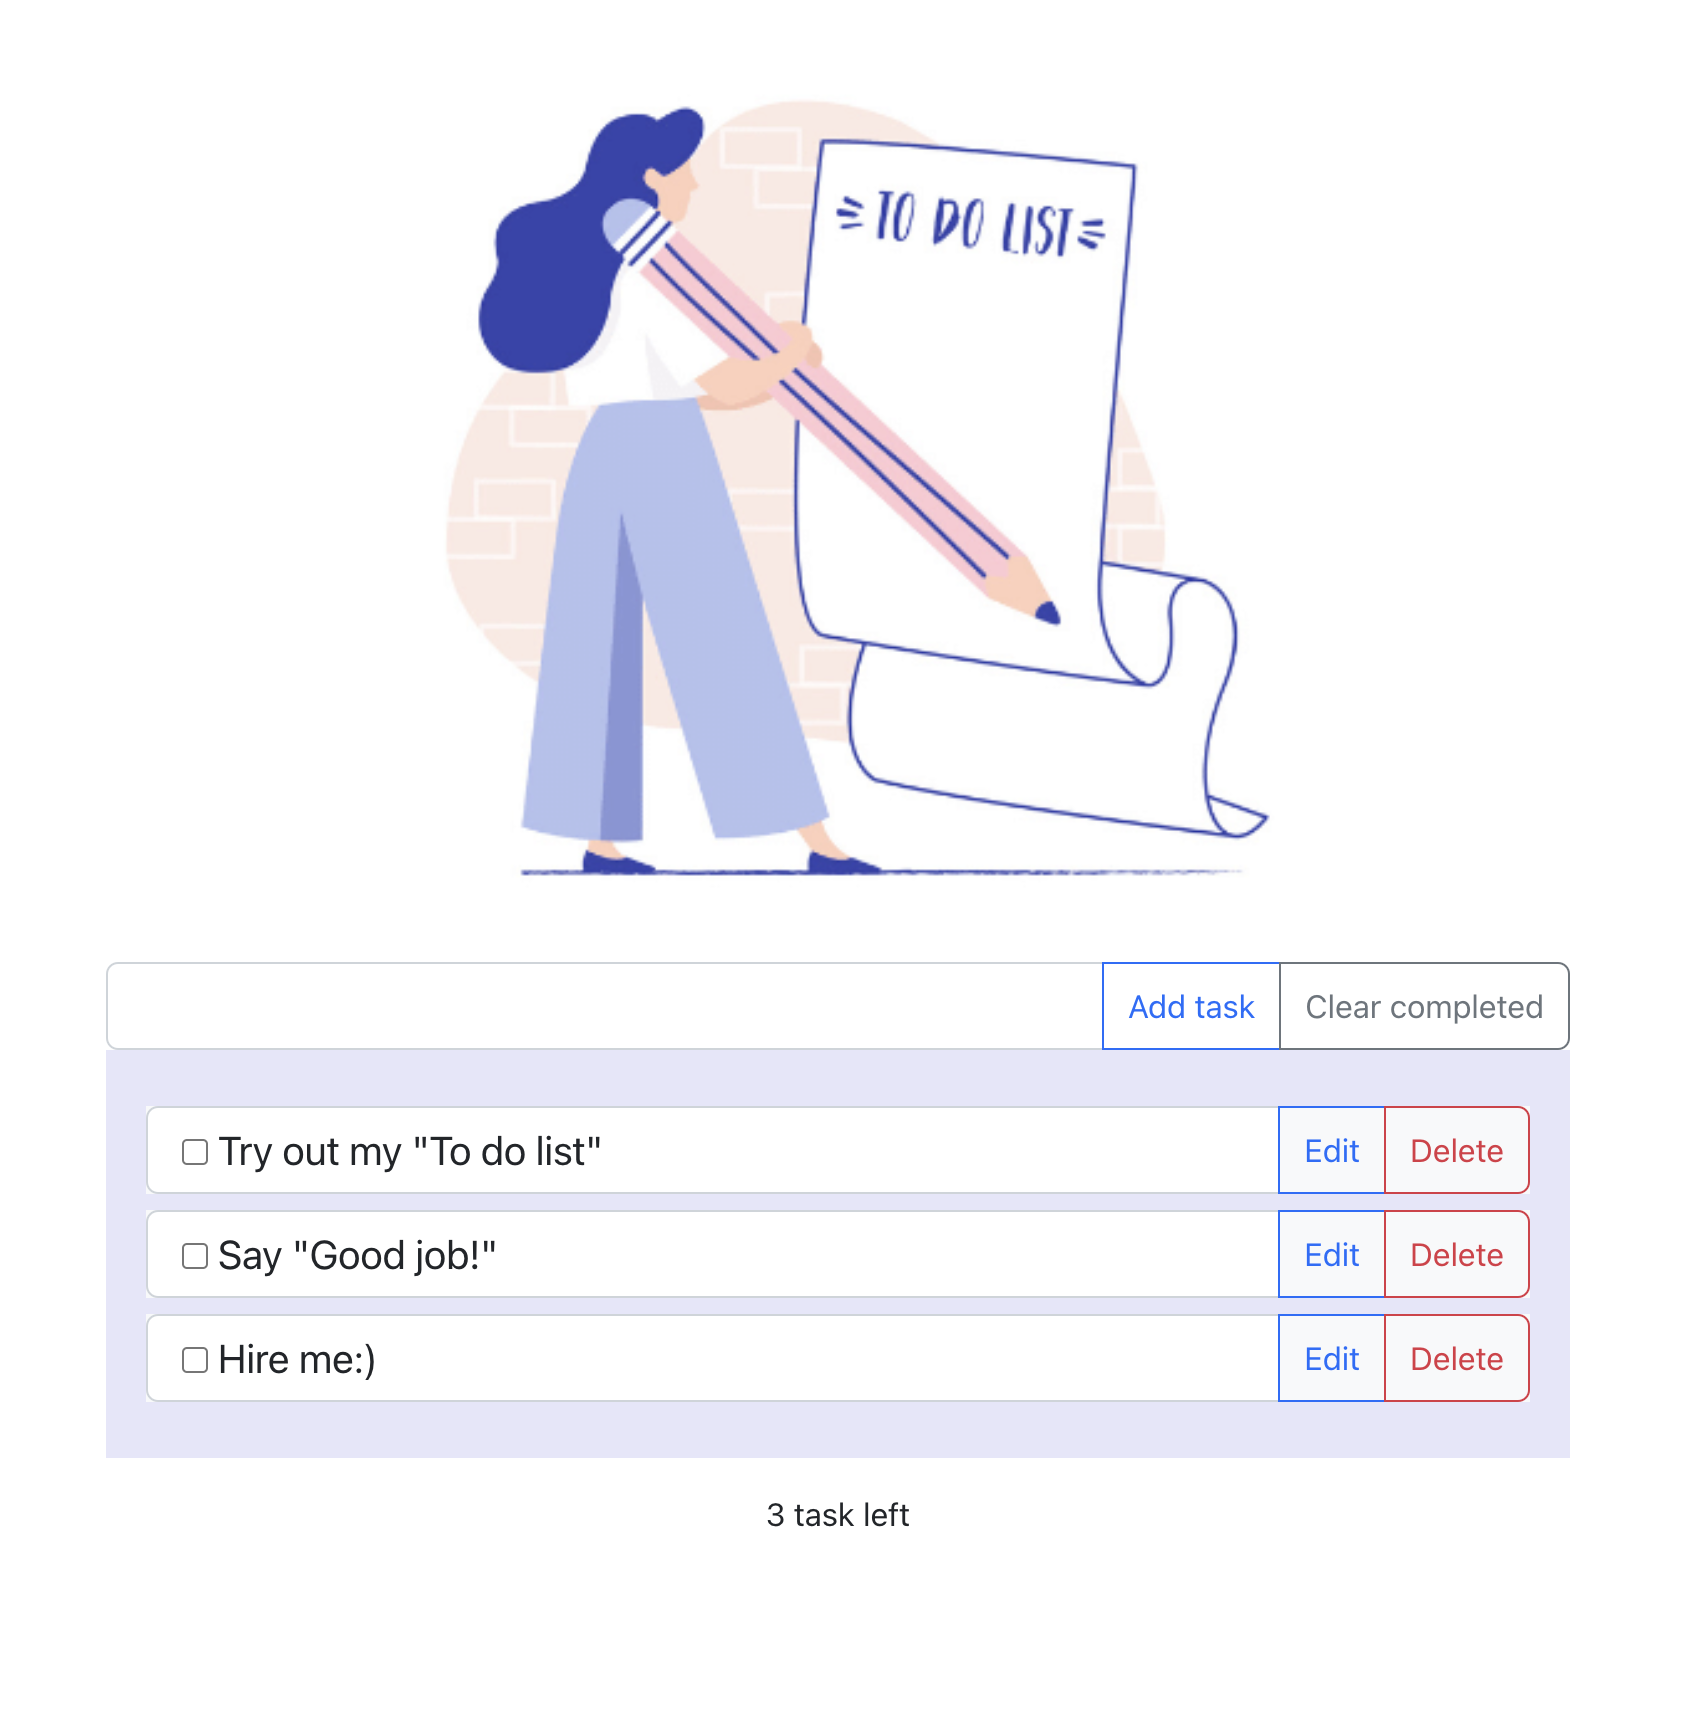 TO DO LIST
Add task Clear completed
Try out my "To do list" Edit Delete
Say "Good job!" Edit Delete
Hire me:) Edit Delete
3 task left